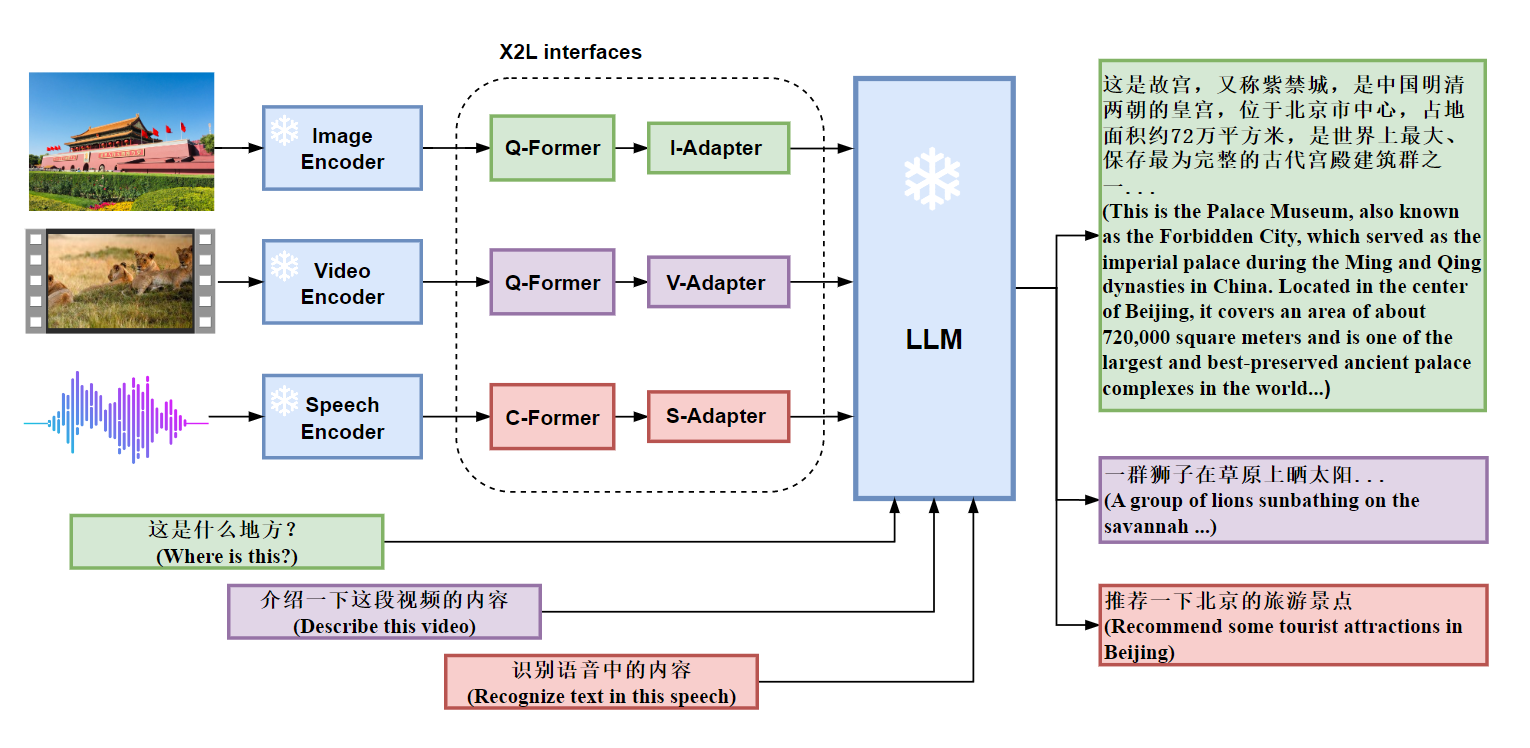 X2L interfaces
Image
Encoder
Q-Former
I-Adapter
Video
Encoder
Q-Former
V-Adapter
Speech
Encoder
C-Former
S-Adapter
LLM
这是什么地方？
(Where is this?)
介绍一下这段视频的内容
(Describe this video)
识别语音中的内容
(Recognize text in this speech)
这是故宫，又称紫禁城，是中国明清
两朝的皇宫，位于北京市中心，占地
面积约72万平方米，是世界上最大、
保存最为完整的古代宫殿建筑群之
一...
(This is the Palace Museum, also known
as the Forbidden City, which served as the
imperial palace during the Ming and Qing
dynasties in China. Located in the center
of Beijing, it covers an area of about
720,000 square meters and is one of the
largest and best-preserved ancient palace
complexes in the world...)
一群狮子在草原上晒太阳...
(A group of lions sunbathing on the
savannah ...)
推荐一下北京的旅游景点
(Recommend some tourist attractions in
Beijing)